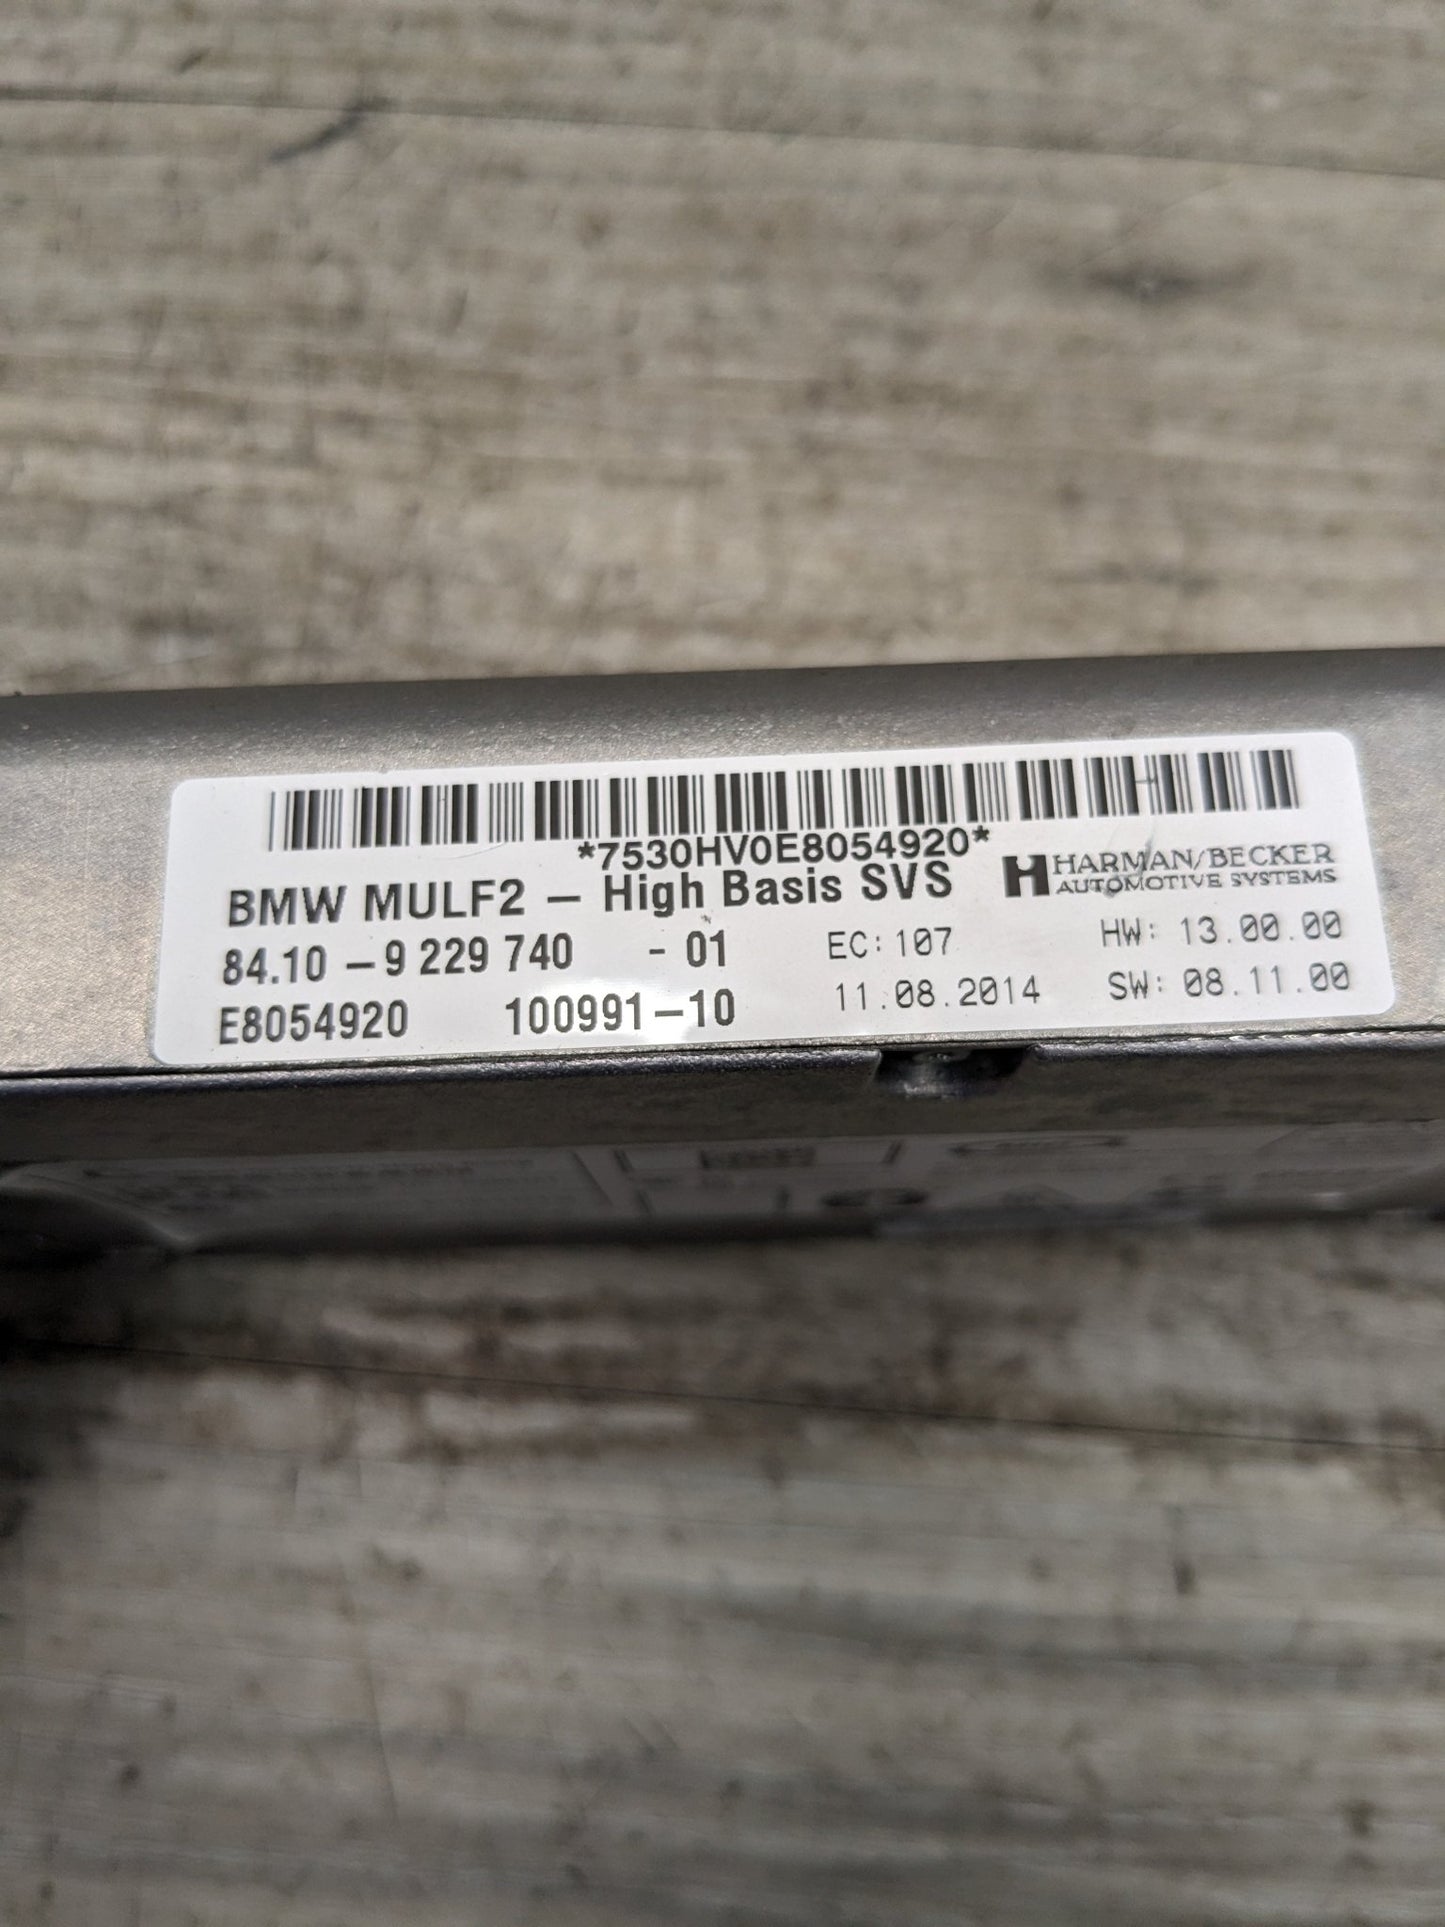 *7530HV0E8054920*
BMW MULF2 – High Basis SVS
HARMAN/BECKER
AUTOMOTIVE SYSTEMS
84.10 – 9 229 740 - 01 EC: 107 HW: 13.00.00
E8054920 100991–10 11.08.2014 SW: 08.11.00